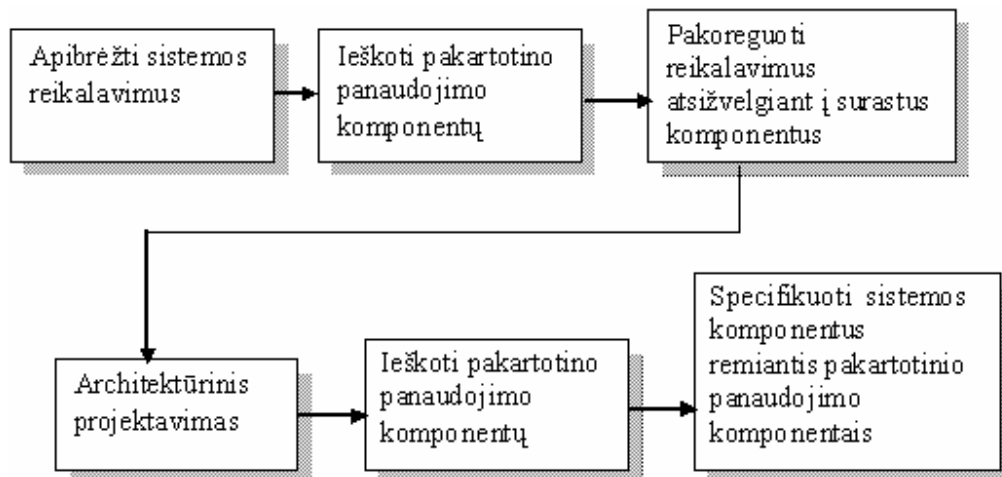 Apibrėžti sistemos
reikalavimus
Ieškoti pakartotino
panaudojimo
komponentų
Pakoreguoti
reikalavimus
atsižvelgiant į surastus
komponentus
Architektūrinis
projektavimas
Ieškoti pakartotino
panaudojimo
komponentų
Specifikuoti sistemos
komponentus
remiantis pakartotinio
panaudojimo
komponentais